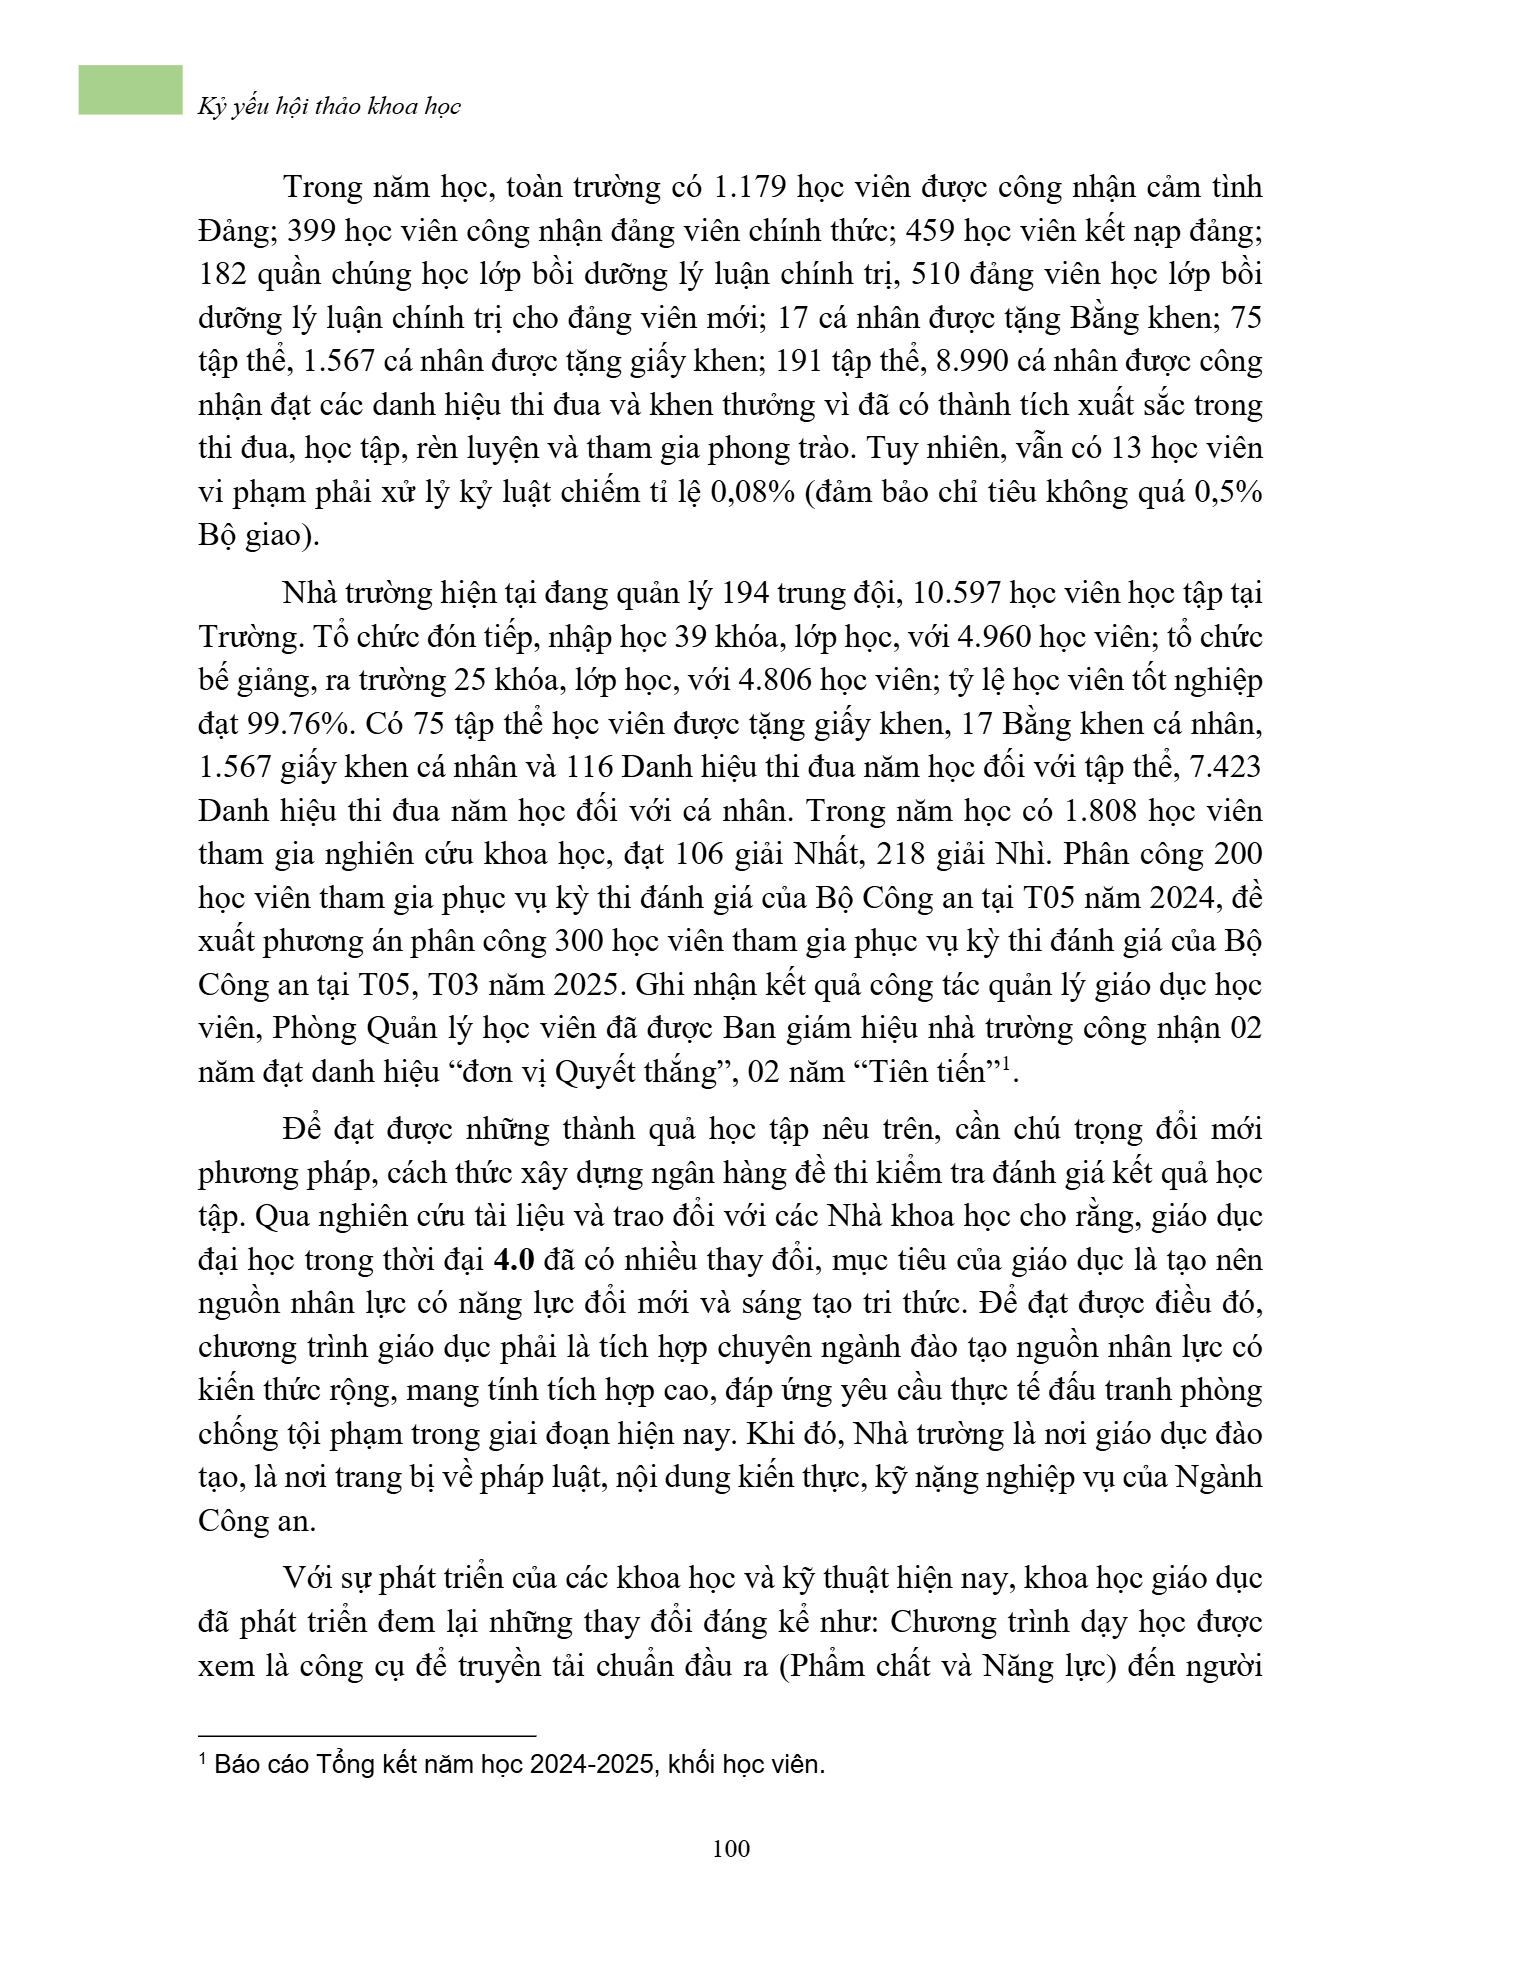 Kỷ yếu hội thảo khoa học
Trong năm học, toàn trường có 1.179 học viên được công nhận cảm tình
Đảng; 399 học viên công nhận đảng viên chính thức; 459 học viên kết nạp đảng;
182 quần chúng học lớp bồi dưỡng lý luận chính trị, 510 đảng viên học lớp bồi
dưỡng lý luận chính trị cho đảng viên mới; 17 cá nhân được tặng Bằng khen; 75
tập thể, 1.567 cá nhân được tặng giấy khen; 191 tập thể, 8.990 cá nhân được công
nhận đạt các danh hiệu thi đua và khen thưởng vì đã có thành tích xuất sắc trong
thi đua, học tập, rèn luyện và tham gia phong trào. Tuy nhiên, vẫn có 13 học viên
vi phạm phải xử lý kỷ luật chiếm tỉ lệ 0,08% (đảm bảo chỉ tiêu không quá 0,5%
Bộ giao).
Nhà trường hiện tại đang quản lý 194 trung đội, 10.597 học viên học tập tại
Trường. Tổ chức đón tiếp, nhập học 39 khóa, lớp học, với 4.960 học viên; tổ chức
bế giảng, ra trường 25 khóa, lớp học, với 4.806 học viên; tỷ lệ học viên tốt nghiệp
đạt 99.76%. Có 75 tập thể học viên được tặng giấy khen, 17 Bằng khen cá nhân,
1.567 giấy khen cá nhân và 116 Danh hiệu thi đua năm học đối với tập thể, 7.423
Danh hiệu thi đua năm học đối với cá nhân. Trong năm học có 1.808 học viên
tham gia nghiên cứu khoa học, đạt 106 giải Nhất, 218 giải Nhì. Phân công 200
học viên tham gia phục vụ kỳ thi đánh giá của Bộ Công an tại T05 năm 2024, đề
xuất phương án phân công 300 học viên tham gia phục vụ kỳ thi đánh giá của Bộ
Công an tại T05, T03 năm 2025. Ghi nhận kết quả công tác quản lý giáo dục học
viên, Phòng Quản lý học viên đã được Ban giám hiệu nhà trường công nhận 02
năm đạt danh hiệu “đơn vị Quyết thắng”, 02 năm “Tiên tiến”¹.
Để đạt được những thành quả học tập nêu trên, cần chú trọng đổi mới
phương pháp, cách thức xây dựng ngân hàng đề thi kiểm tra đánh giá kết quả học
tập. Qua nghiên cứu tài liệu và trao đổi với các Nhà khoa học cho rằng, giáo dục
đại học trong thời đại 4.0 đã có nhiều thay đổi, mục tiêu của giáo dục là tạo nên
nguồn nhân lực có năng lực đổi mới và sáng tạo tri thức. Để đạt được điều đó,
chương trình giáo dục phải là tích hợp chuyên ngành đào tạo nguồn nhân lực có
kiến thức rộng, mang tính tích hợp cao, đáp ứng yêu cầu thực tế đấu tranh phòng
chống tội phạm trong giai đoạn hiện nay. Khi đó, Nhà trường là nơi giáo dục đào
tạo, là nơi trang bị về pháp luật, nội dung kiến thức, kỹ nặng nghiệp vụ của Ngành
Công an.
Với sự phát triển của các khoa học và kỹ thuật hiện nay, khoa học giáo dục
đã phát triển đem lại những thay đổi đáng kể như: Chương trình dạy học được
xem là công cụ để truyền tải chuẩn đầu ra (Phẩm chất và Năng lực) đến người
¹ Báo cáo Tổng kết năm học 2024-2025, khối học viên.
100